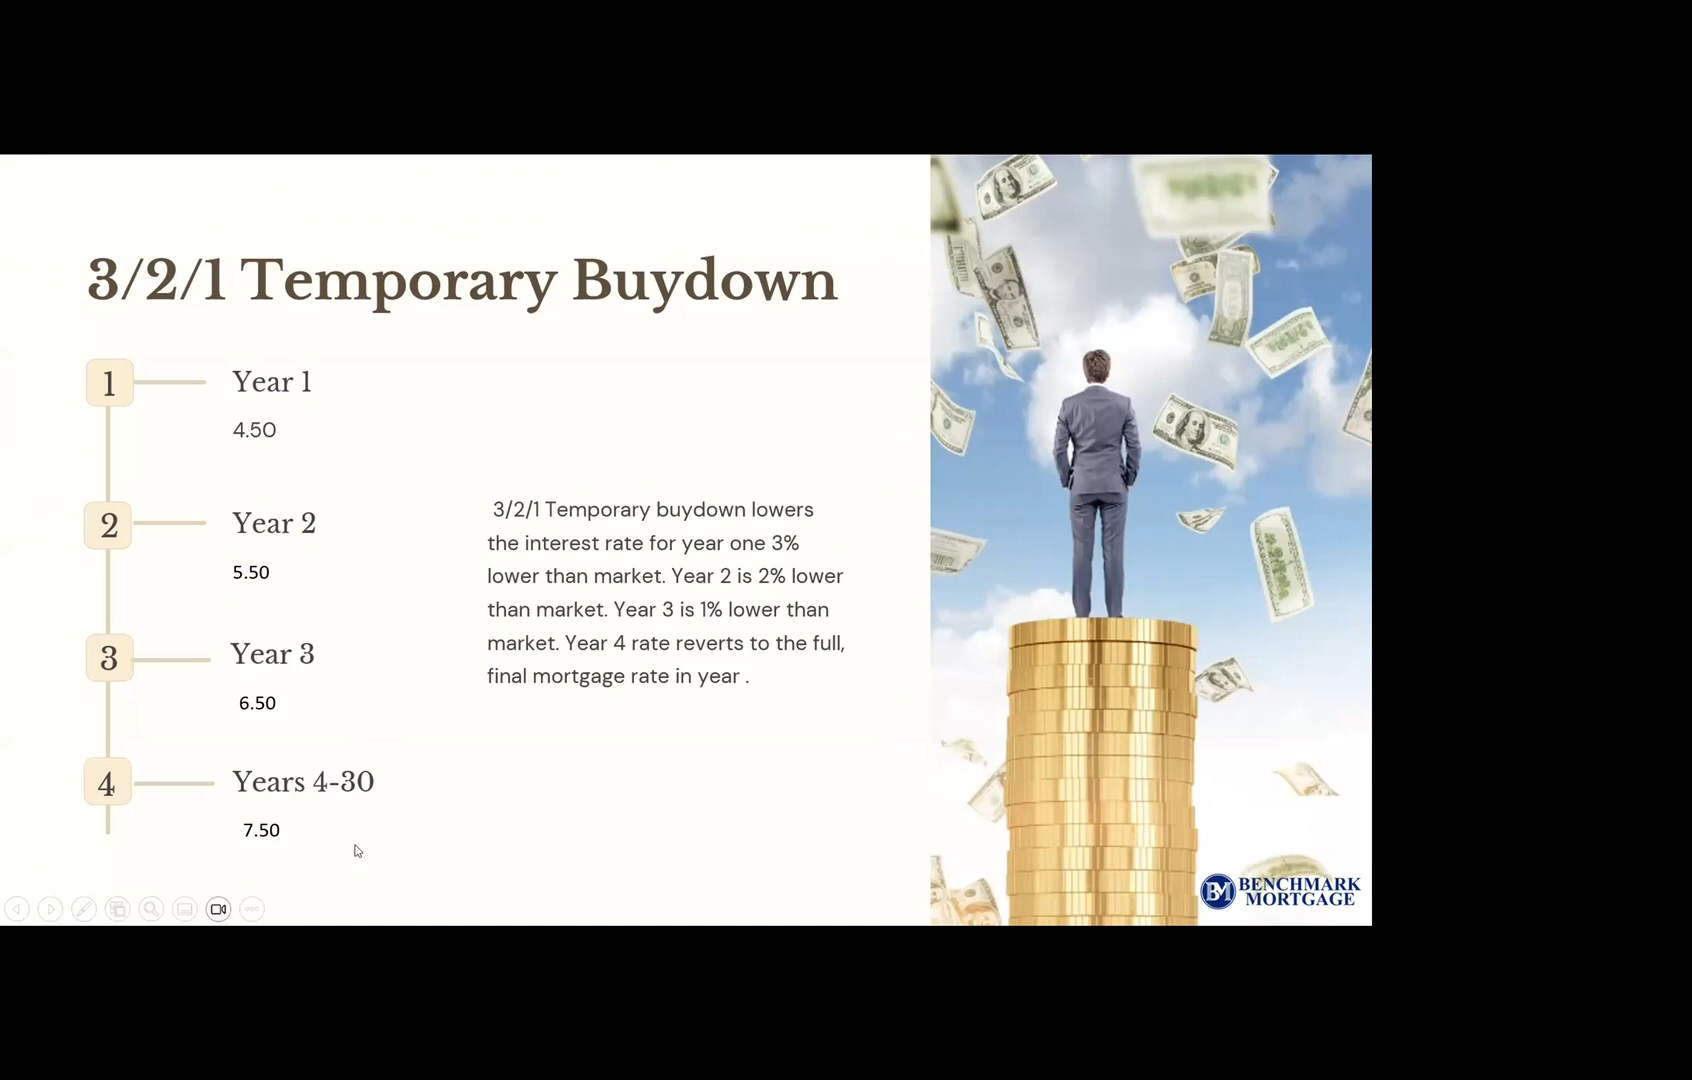 3/2/1 Temporary Buydown
1
Year 1
4.50
2
Year 2
5.50
3
Year 3
6.50
4
Years 4-30
7.50
3/2/1 Temporary buydown lowers
the interest rate for year one 3%
lower than market. Year 2 is 2% lower
than market. Year 3 is 1% lower than
market. Year 4 rate reverts to the full,
final mortgage rate in year .
BM
BENCHMARK
MORTGAGE